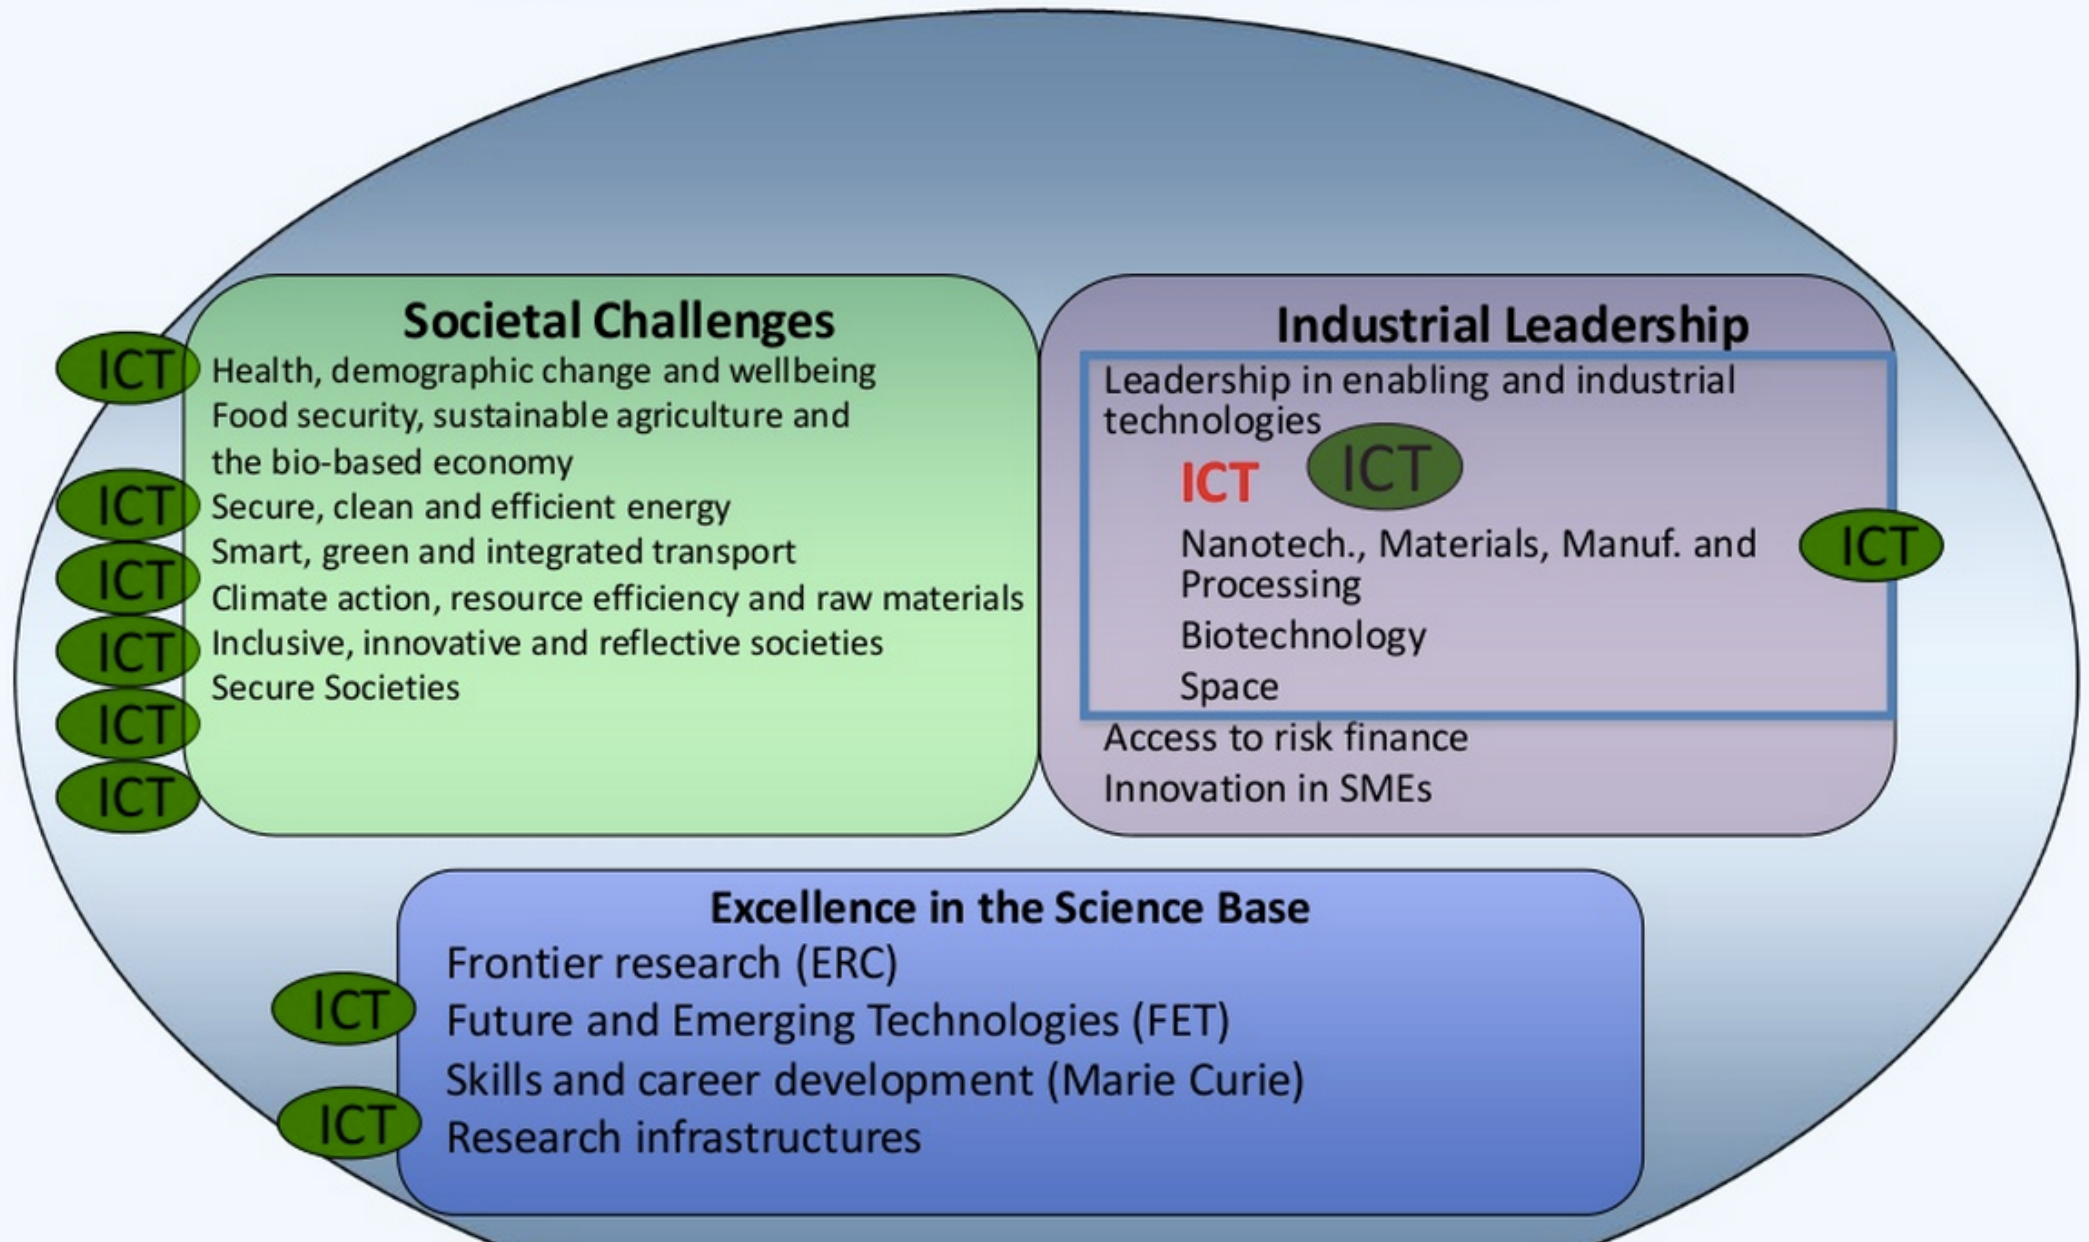 Societal Challenges
ICT
Health, demographic change and wellbeing
Food security, sustainable agriculture and
the bio-based economy
ICT
Secure, clean and efficient energy
ICT
Smart, green and integrated transport
Climate action, resource efficiency and raw materials
ICT
Inclusive, innovative and reflective societies
Secure Societies
ICT
ICT
Industrial Leadership
Leadership in enabling and industrial
technologies
ICT
ICT
Nanotech., Materials, Manuf. and
Processing
ICT
Biotechnology
Space
Access to risk finance
Innovation in SMEs
Excellence in the Science Base
Frontier research (ERC)
ICT
Future and Emerging Technologies (FET)
Skills and career development (Marie Curie)
ICT
Research infrastructures